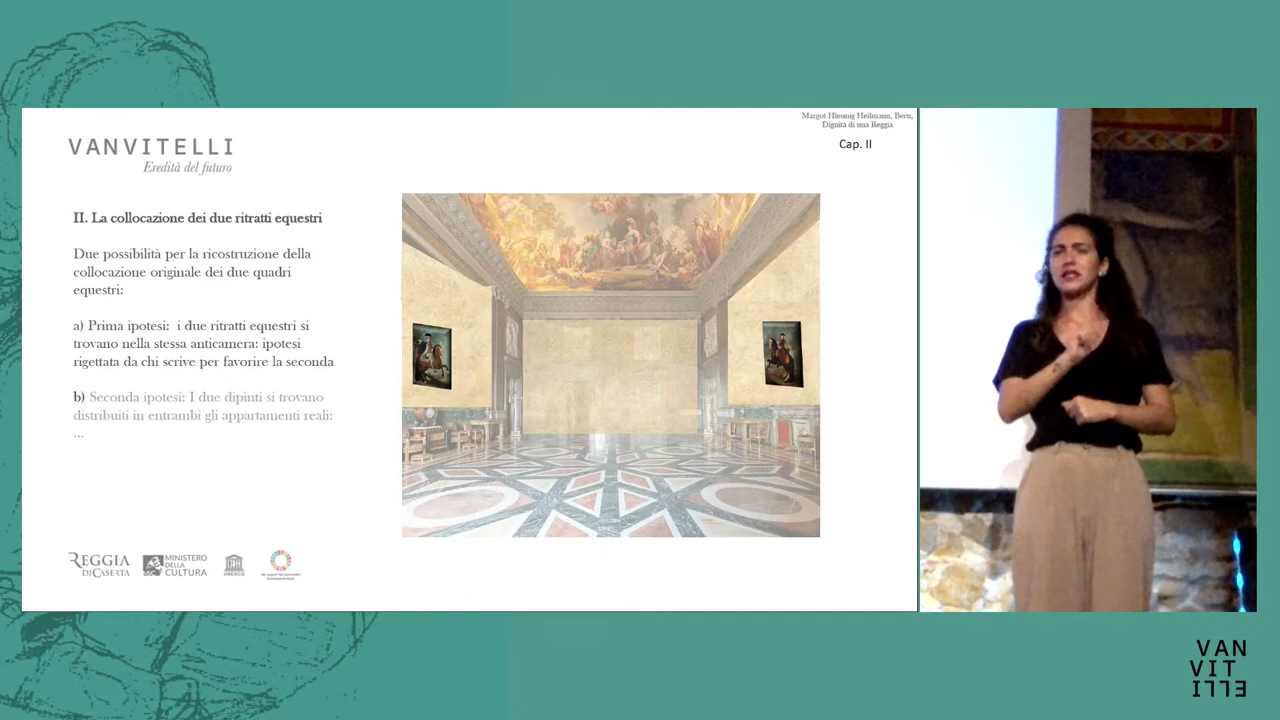 Margot Hleunig Heilmann, Beru,
Dignità di una Reggia
Cap. II
VANVITELLI
Eredità del futuro
II. La collocazione dei due ritratti equestri
Due possibilità per la ricostruzione della
collocazione originale dei due quadri
equestri:
a) Prima ipotesi: i due ritratti equestri si
trovano nella stessa anticamera: ipotesi
rigettata da chi scrive per favorire la seconda
b) Seconda ipotesi: I due dipinti si trovano
distribuiti in entrambi gli appartamenti reali:
...
REGGIA
DI CASERTA
MINISTERO
DELLA
CULTURA
UNESCO
VAN
VIT
ELLI